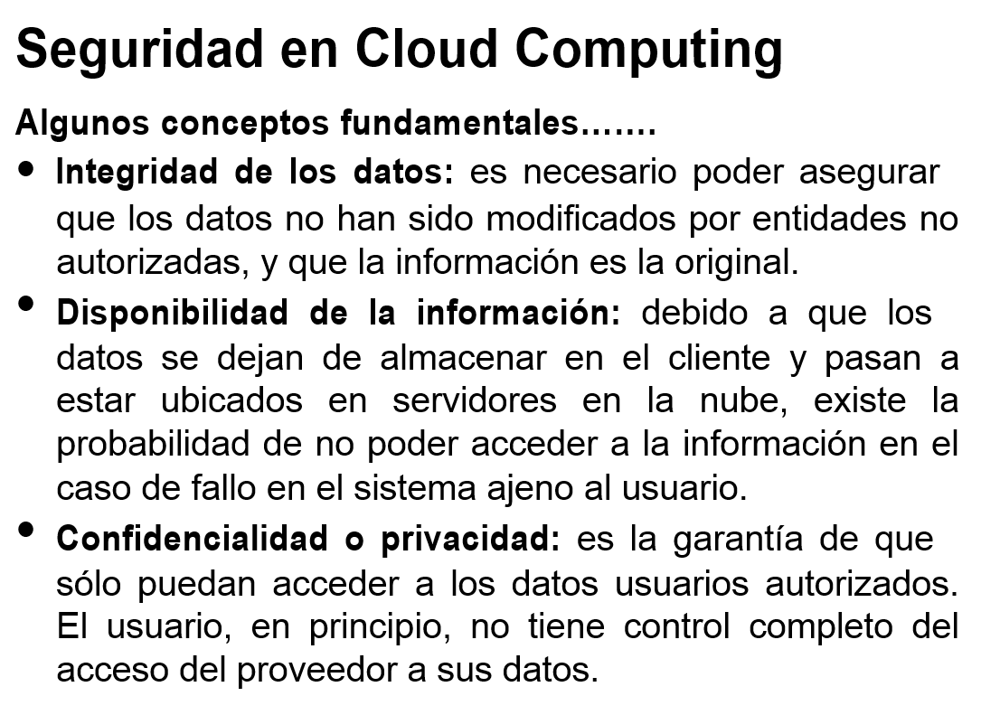 Seguridad en Cloud Computing
Algunos conceptos fundamentales…….
• Integridad de los datos: es necesario poder asegurar
que los datos no han sido modificados por entidades no
autorizadas, y que la información es la original.
• Disponibilidad de la información: debido a que los
datos se dejan de almacenar en el cliente y pasan a
estar ubicados en servidores en la nube, existe la
probabilidad de no poder acceder a la información en el
caso de fallo en el sistema ajeno al usuario.
• Confidencialidad o privacidad: es la garantía de que
sólo puedan acceder a los datos usuarios autorizados.
El usuario, en principio, no tiene control completo del
acceso del proveedor a sus datos.